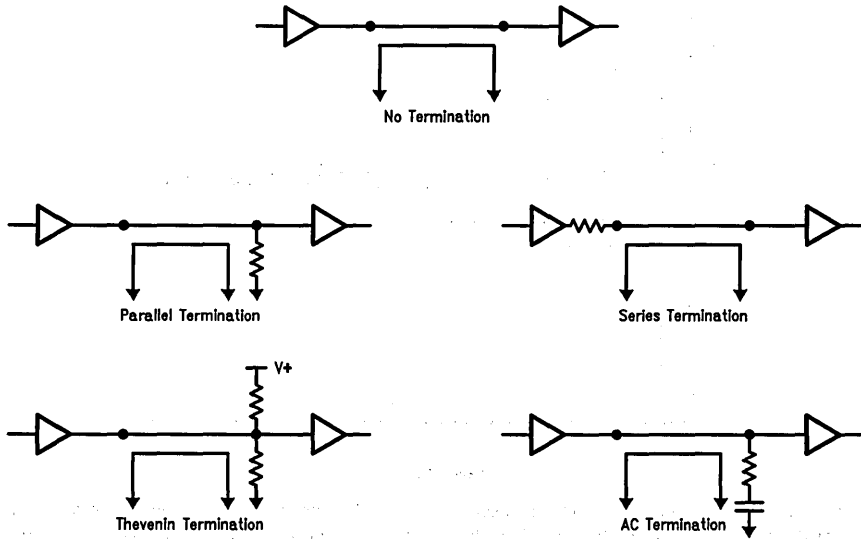 No Termination
Parallel Termination
Series Termination
V+
Thevenin Termination
AC Termination